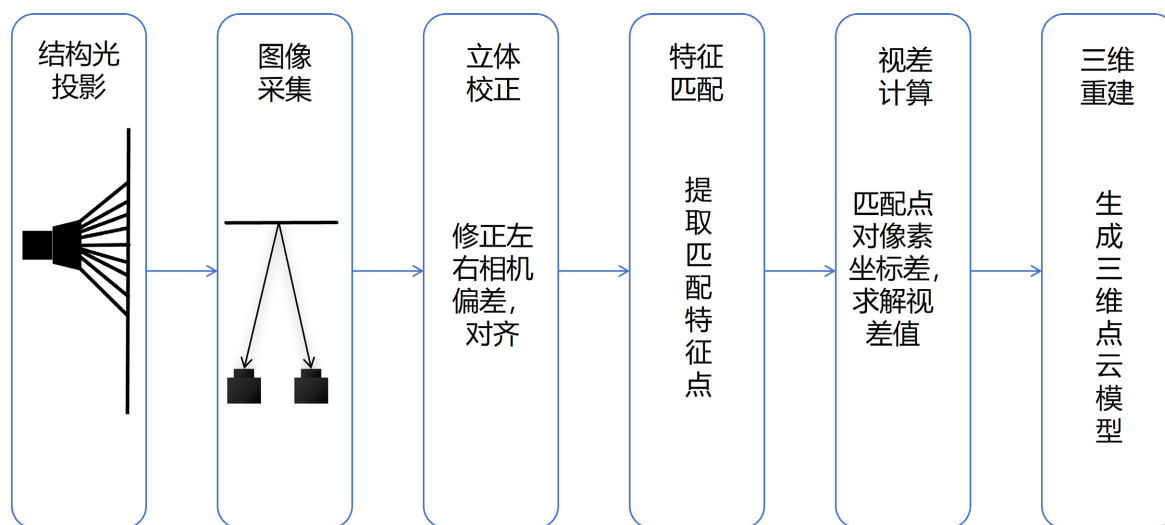 结构光
投影
图像
采集
立体
校正
修正左
右相机
偏差，
对齐
特征
匹配
提
取
匹
配
特
征
点
视差
计算
匹配点
对像素
坐标差，
求解视
差值
三维
重建
生
成
三
维
点
云
模
型